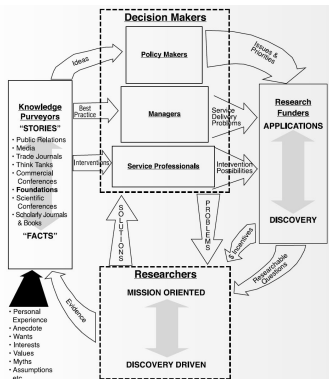 Decision Makers
Policy Makers
Managers
Service Professionals
Ideas
Best
Practice
Interventions
Issues &
Priorities
Service
Delivery
Problems
Intervention
Possibilities
Knowledge
Purveyors
"STORIES"
• Public Relations
• Media
• Trade Journals
• Think Tanks
• Commercial
Conferences
• Foundations
• Scientific
Conferences
• Scholarly Journals
& Books
"FACTS"
Research
Funders
APPLICATIONS
DISCOVERY
SOLUTIONS
PROBLEMS
$ Incentives
Researchable
Questions
Evidence
Researchers
MISSION ORIENTED
DISCOVERY DRIVEN
• Personal
Experience
• Anecdote
• Wants
• Interests
• Values
• Myths
• Assumptions
etc.